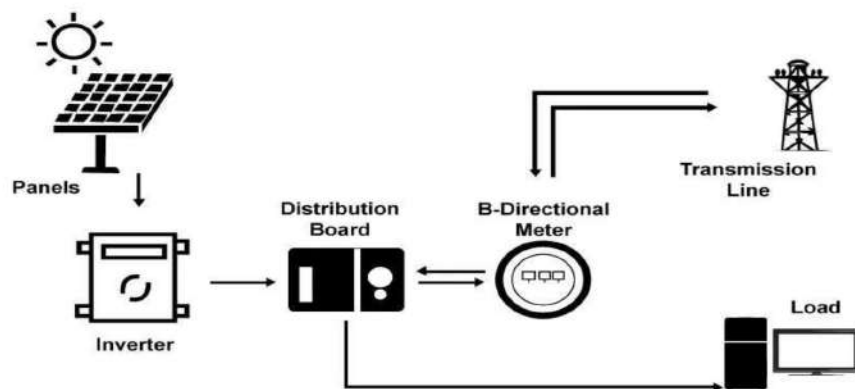 Panels
Inverter
Distribution
Board
B-Directional
Meter
Transmission
Line
Load